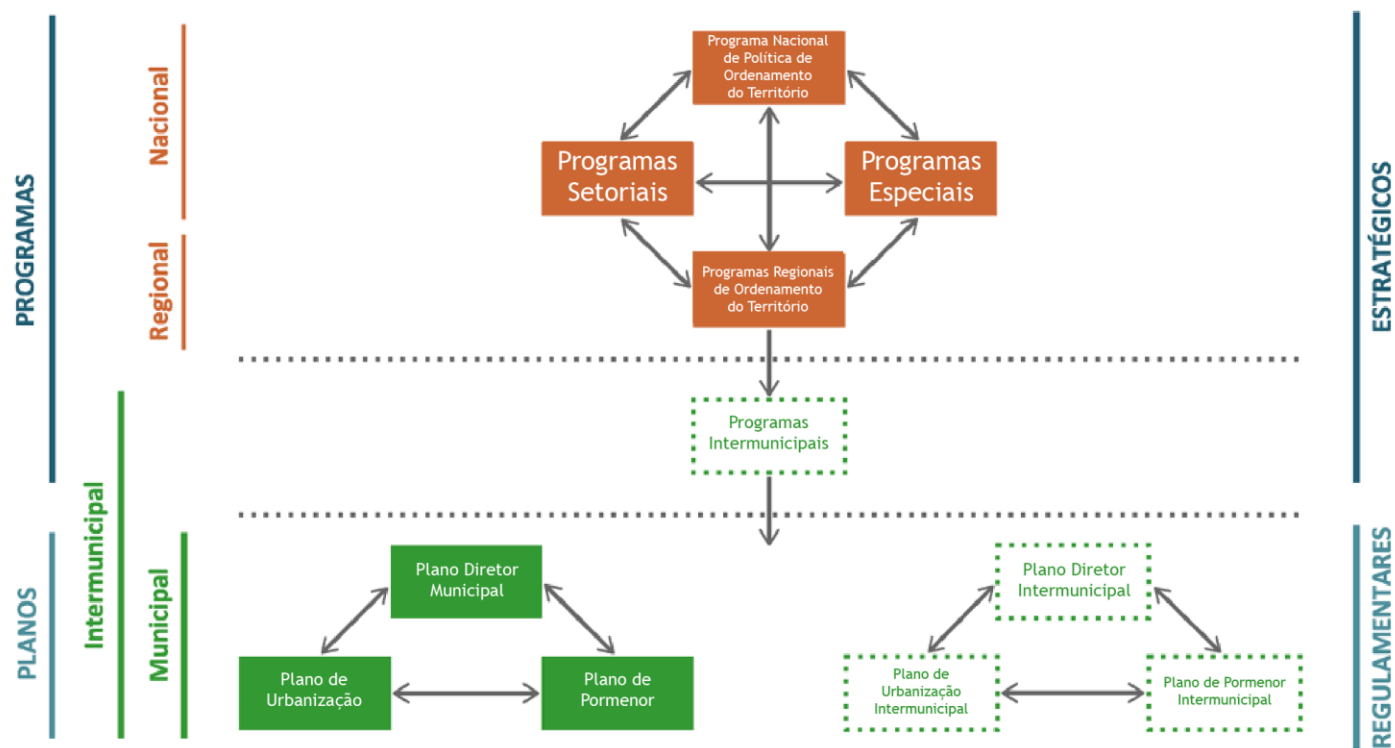 PROGRAMAS
Nacional
Regional
Programa Nacional
de Política de
Ordenamento
do Território
Programas
Setoriais
Programas
Especiais
Programas Regionais
de Ordenamento
do Território
ESTRATÉGICOS
Programas
Intermunicipais
PLANOS
Intermunicipal
Municipal
Plano Diretor
Municipal
Plano de
Urbanização
Plano de
Pormenor
Plano Diretor
Intermunicipal
Plano de
Urbanização
Intermunicipal
Plano de Pormenor
Intermunicipal
REGULAMENTARES